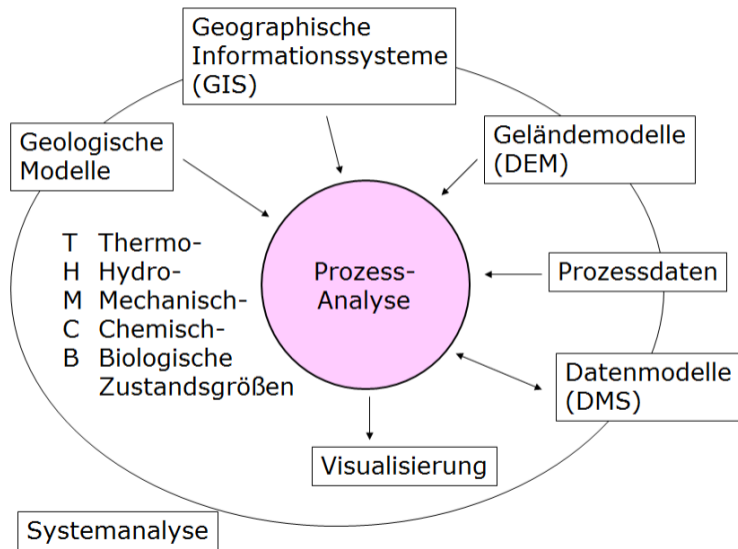 Geographische
Informationssysteme
(GIS)
Geologische
Modelle
Geländemodelle
(DEM)
T Thermo-
H Hydro-
M Mechanisch-
C Chemisch-
B Biologische
Zustandsgrößen
Prozess-
Analyse
Prozessdaten
Datenmodelle
(DMS)
Visualisierung
Systemanalyse